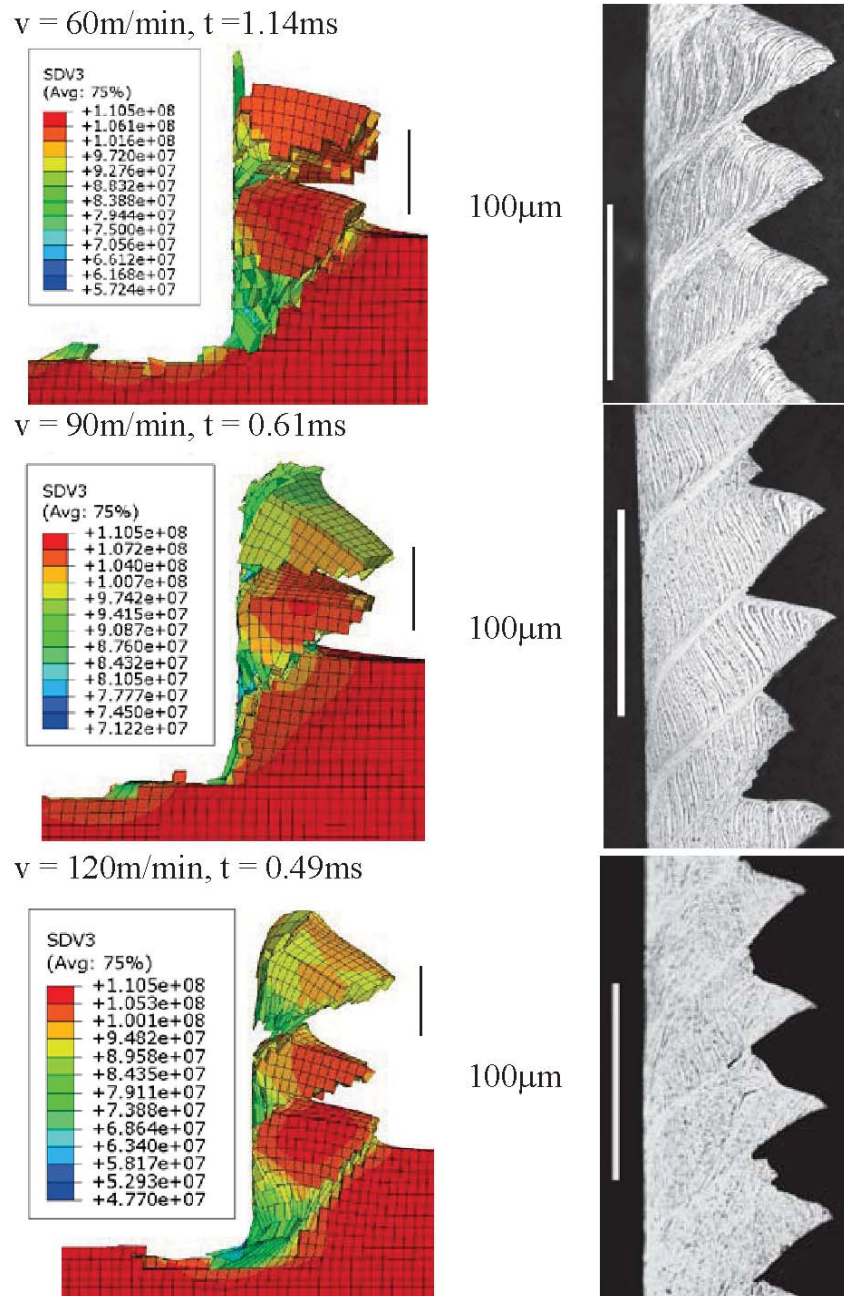 v = 60m/min, t =1.14ms
SDV3
(Avg: 75%)
+1.105e+08
+1.061e+08
+1.016e+08
+9.720e+07
+9.276e+07
+8.832e+07
+8.388e+07
+7.944e+07
+7.500e+07
+7.056e+07
+6.612e+07
+6.168e+07
+5.724e+07
100μm
v = 90m/min, t = 0.61ms
SDV3
(Avg: 75%)
+1.105e+08
+1.072e+08
+1.040e+08
+1.007e+08
+9.742e+07
+9.415e+07
+9.087e+07
+8.760e+07
+8.432e+07
+8.105e+07
+7.777e+07
+7.450e+07
+7.122e+07
100μm
v = 120m/min, t = 0.49ms
SDV3
(Avg: 75%)
+1.105e+08
+1.053e+08
+1.001e+08
+9.482e+07
+8.958e+07
+8.435e+07
+7.911e+07
+7.388e+07
+6.864e+07
+6.340e+07
+5.817e+07
+5.293e+07
+4.770e+07
100μm